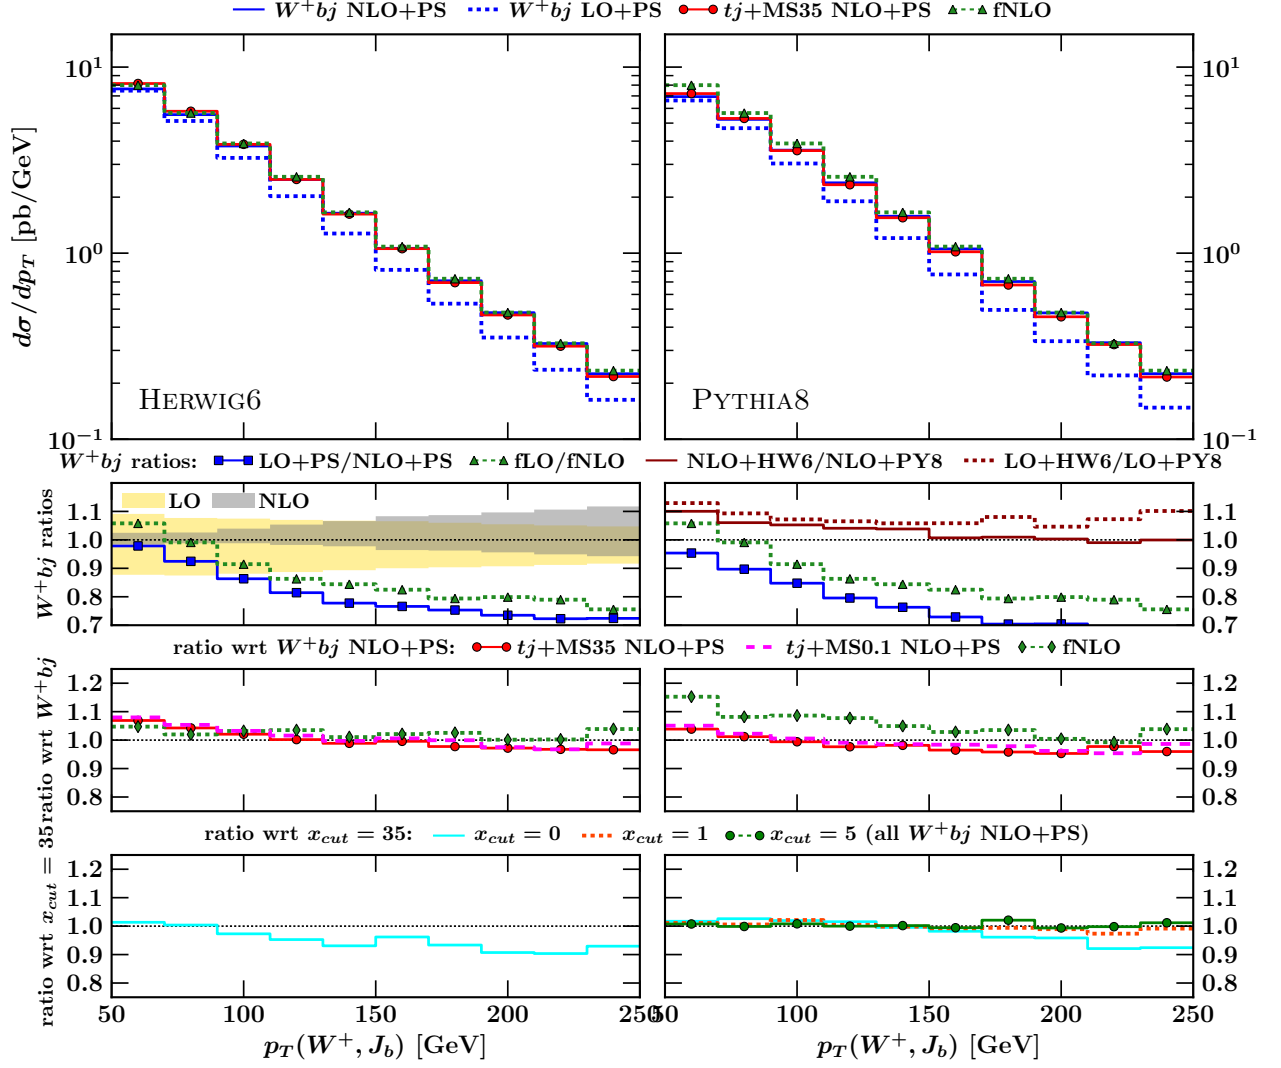 W⁺bj NLO+PS W⁺bj LO+PS tj+MS35 NLO+PS fNLO
10¹ 10¹
10⁰ 10⁰
10⁻¹ 10⁻¹
dσ/dp_T [pb/GeV]
HERWIG6 PYTHIA8
W⁺bj ratios: LO+PS/NLO+PS fLO/fNLO NLO+HW6/NLO+PY8 LO+HW6/LO+PY8
W⁺bj ratios
LO NLO
1.1 1.1
1.0 1.0
0.9 0.9
0.8 0.8
0.7 0.7
ratio wrt W⁺bj NLO+PS: tj+MS35 NLO+PS tj+MS0.1 NLO+PS fNLO
ratio wrt W⁺bj
1.2 1.2
1.1 1.1
1.0 1.0
0.9 0.9
0.8 0.8
ratio wrt x_cut = 35: x_cut = 0 x_cut = 1 x_cut = 5 (all W⁺bj NLO+PS)
ratio wrt x_cut = 35
1.2 1.2
1.1 1.1
1.0 1.0
0.9 0.9
0.8 0.8
50 100 150 200 250 50 100 150 200 250
p_T(W⁺, J_b) [GeV] p_T(W⁺, J_b) [GeV]